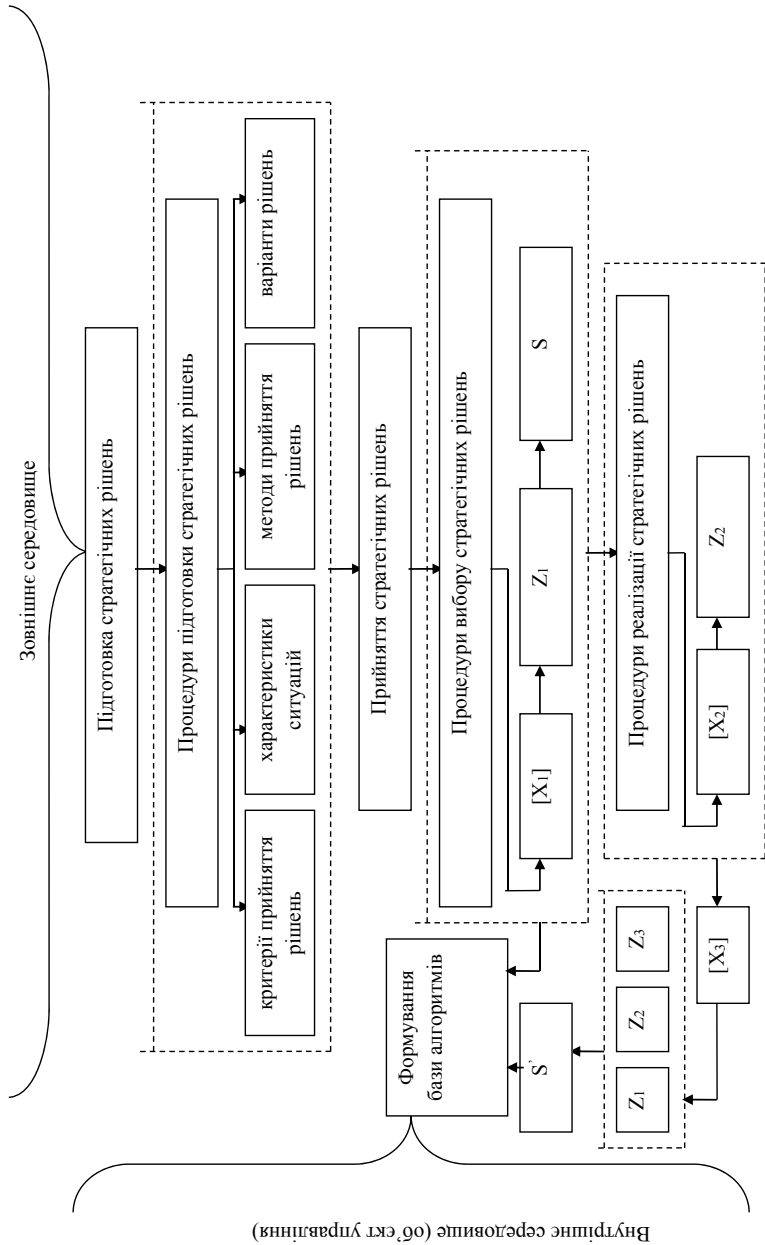 Зовнішнє середовище
Підготовка стратегічних рішень
Процедури підготовки стратегічних рішень
критерії прийняття
рішень
характеристики
ситуацій
методи прийняття
рішень
варіанти рішень
Прийняття стратегічних рішень
Формування
бази алгоритмів
Процедури вибору стратегічних рішень
S’
[X1]
Z1
S
Процедури реалізації стратегічних рішень
Z1
Z2
Z3
[X3]
[X2]
Z2
Внутрішнє середовище (об’єкт управління)